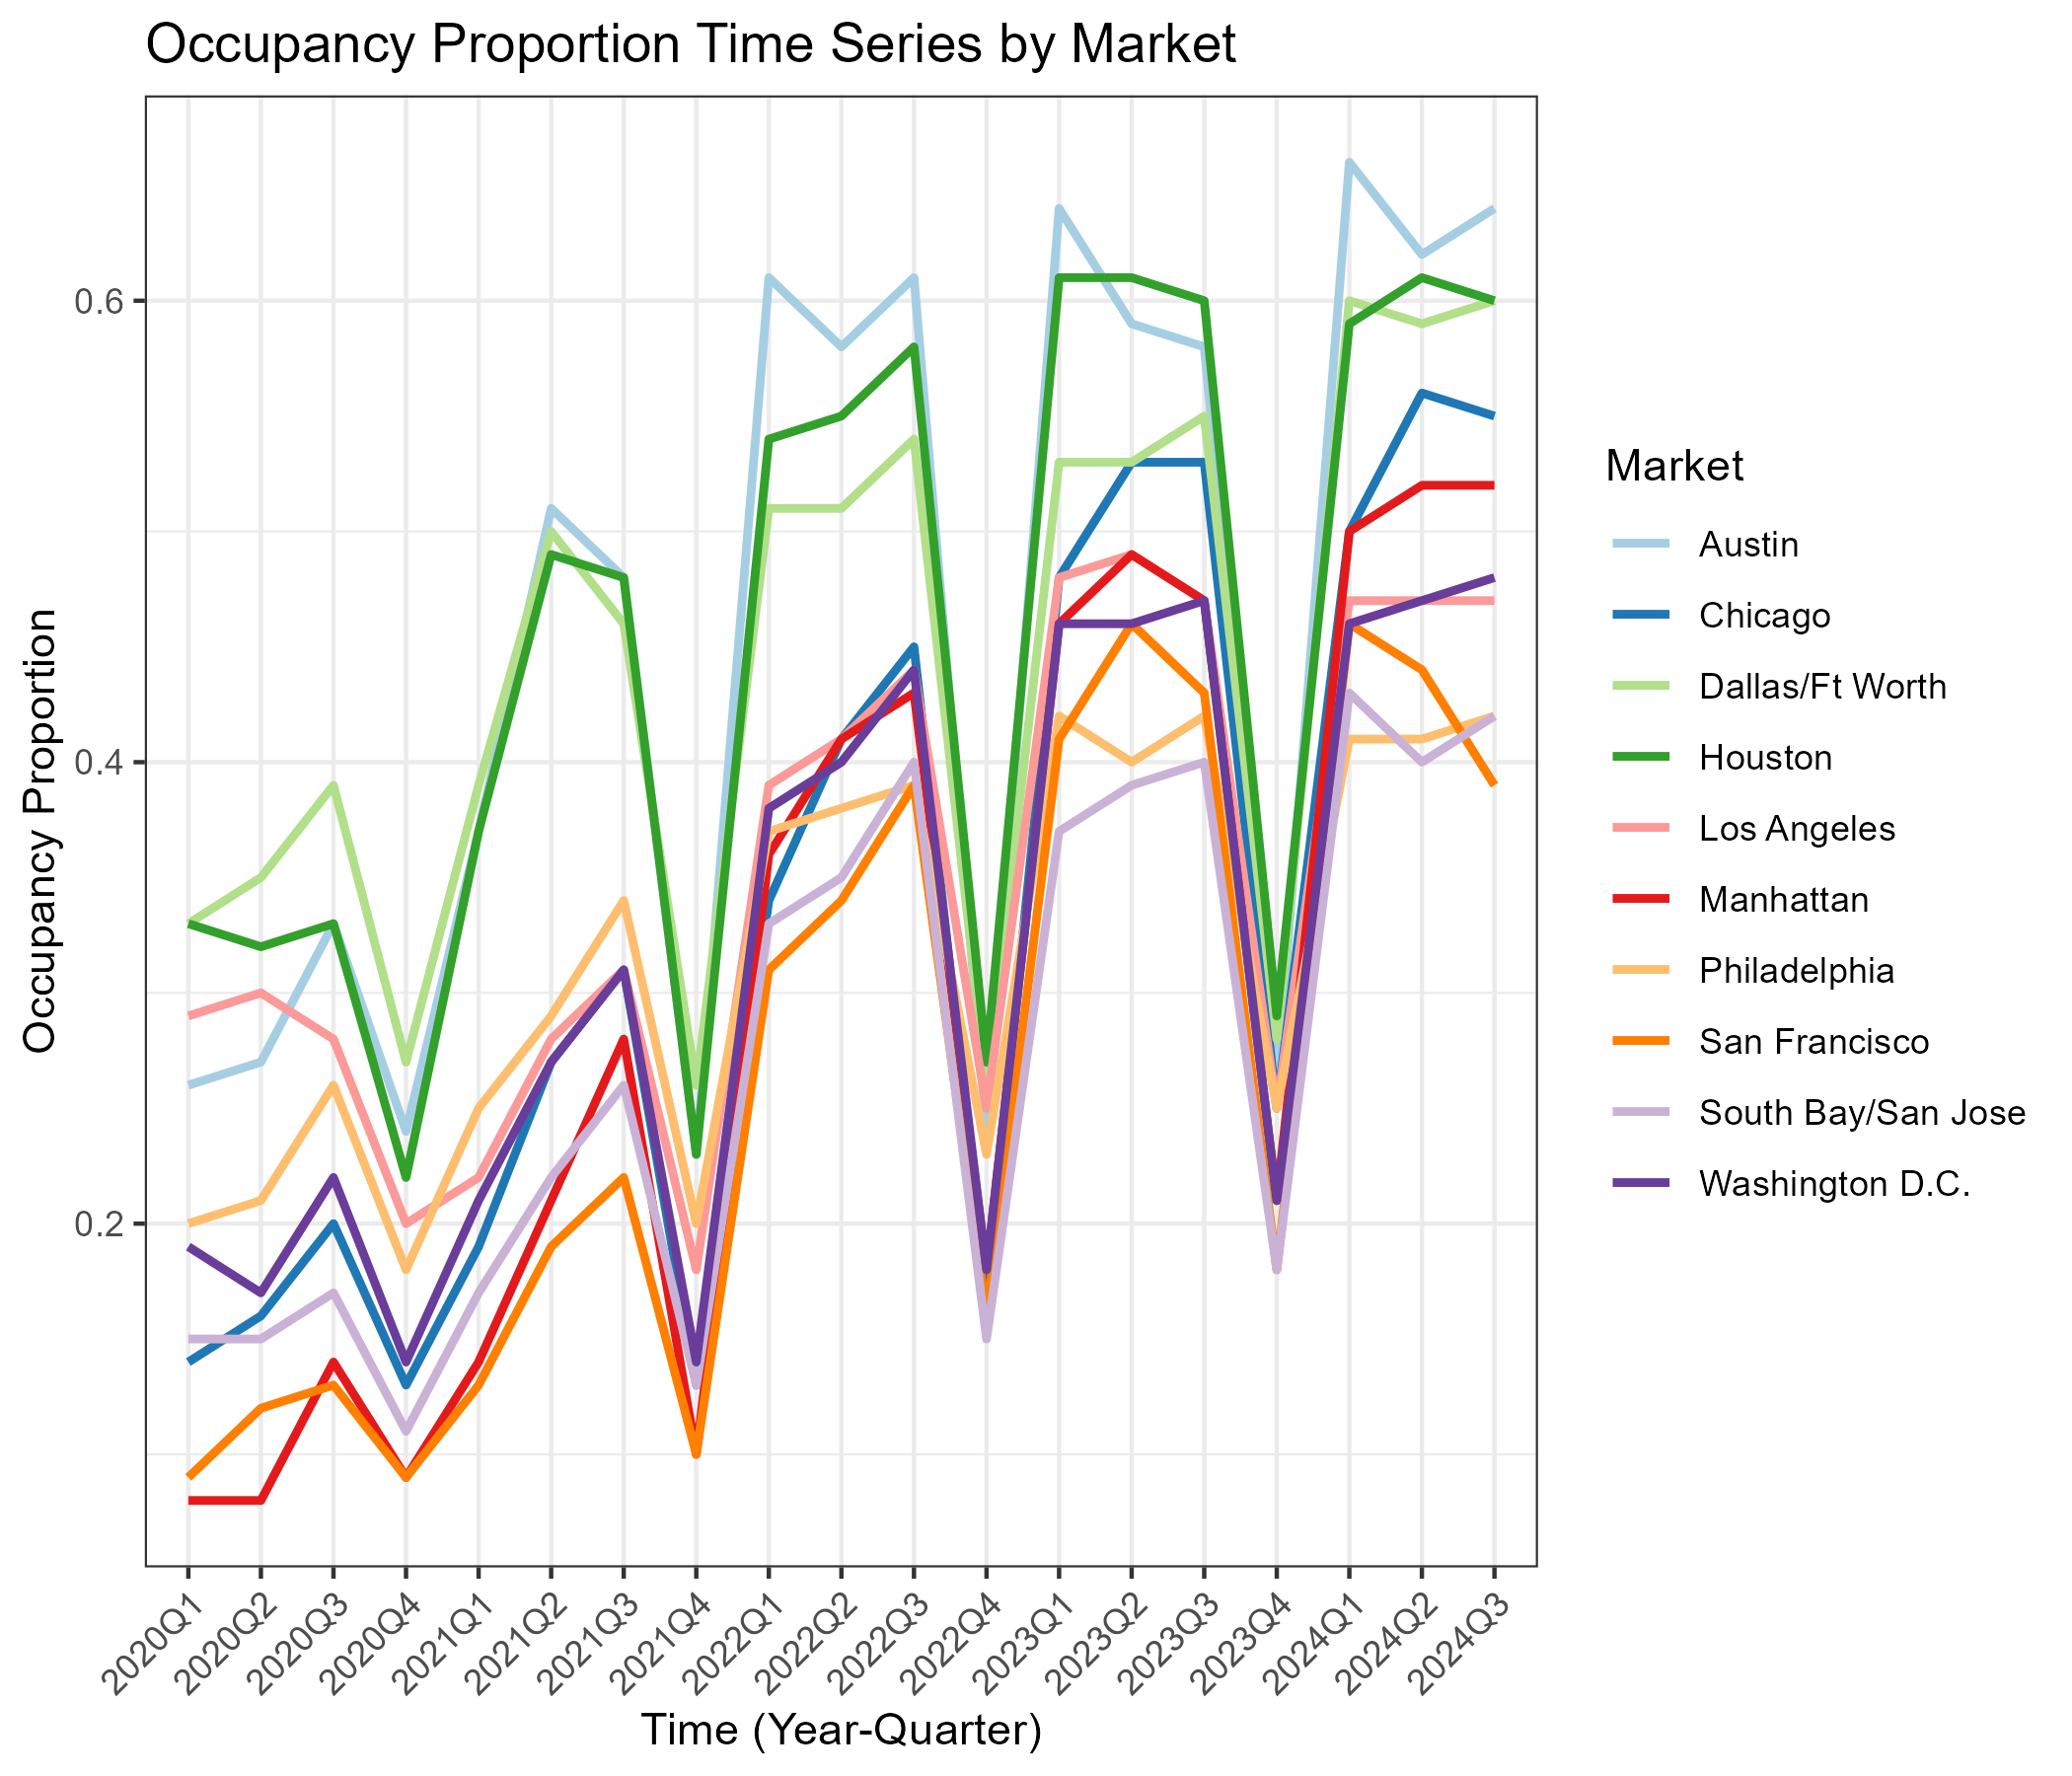 Occupancy Proportion Time Series by Market
Occupancy Proportion
0.6
0.4
0.2
2020Q1
2020Q2
2020Q3
2020Q4
2021Q1
2021Q2
2021Q3
2021Q4
2022Q1
2022Q2
2022Q3
2022Q4
2023Q1
2023Q2
2023Q3
2023Q4
2024Q1
2024Q2
2024Q3
Time (Year-Quarter)
Market
Austin
Chicago
Dallas/Ft Worth
Houston
Los Angeles
Manhattan
Philadelphia
San Francisco
South Bay/San Jose
Washington D.C.